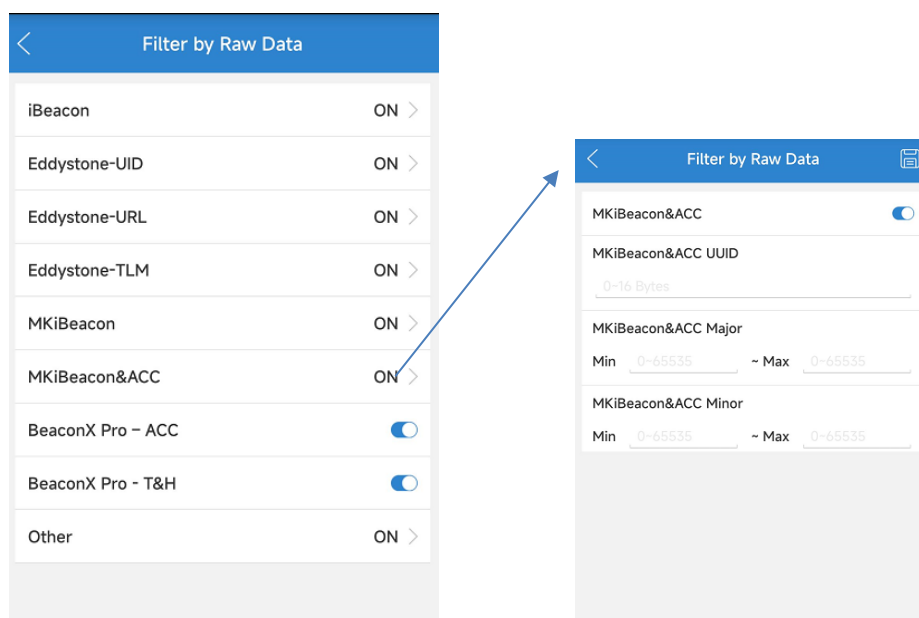 Filter by Raw Data
iBeacon ON
Eddystone-UID ON
Eddystone-URL ON
Eddystone-TLM ON
MKiBeacon ON
MKiBeacon&ACC ON
BeaconX Pro – ACC
BeaconX Pro - T&H
Other ON
Filter by Raw Data
MKiBeacon&ACC
MKiBeacon&ACC UUID
0~16 Bytes
MKiBeacon&ACC Major
Min 0~65535 ~ Max 0~65535
MKiBeacon&ACC Minor
Min 0~65535 ~ Max 0~65535